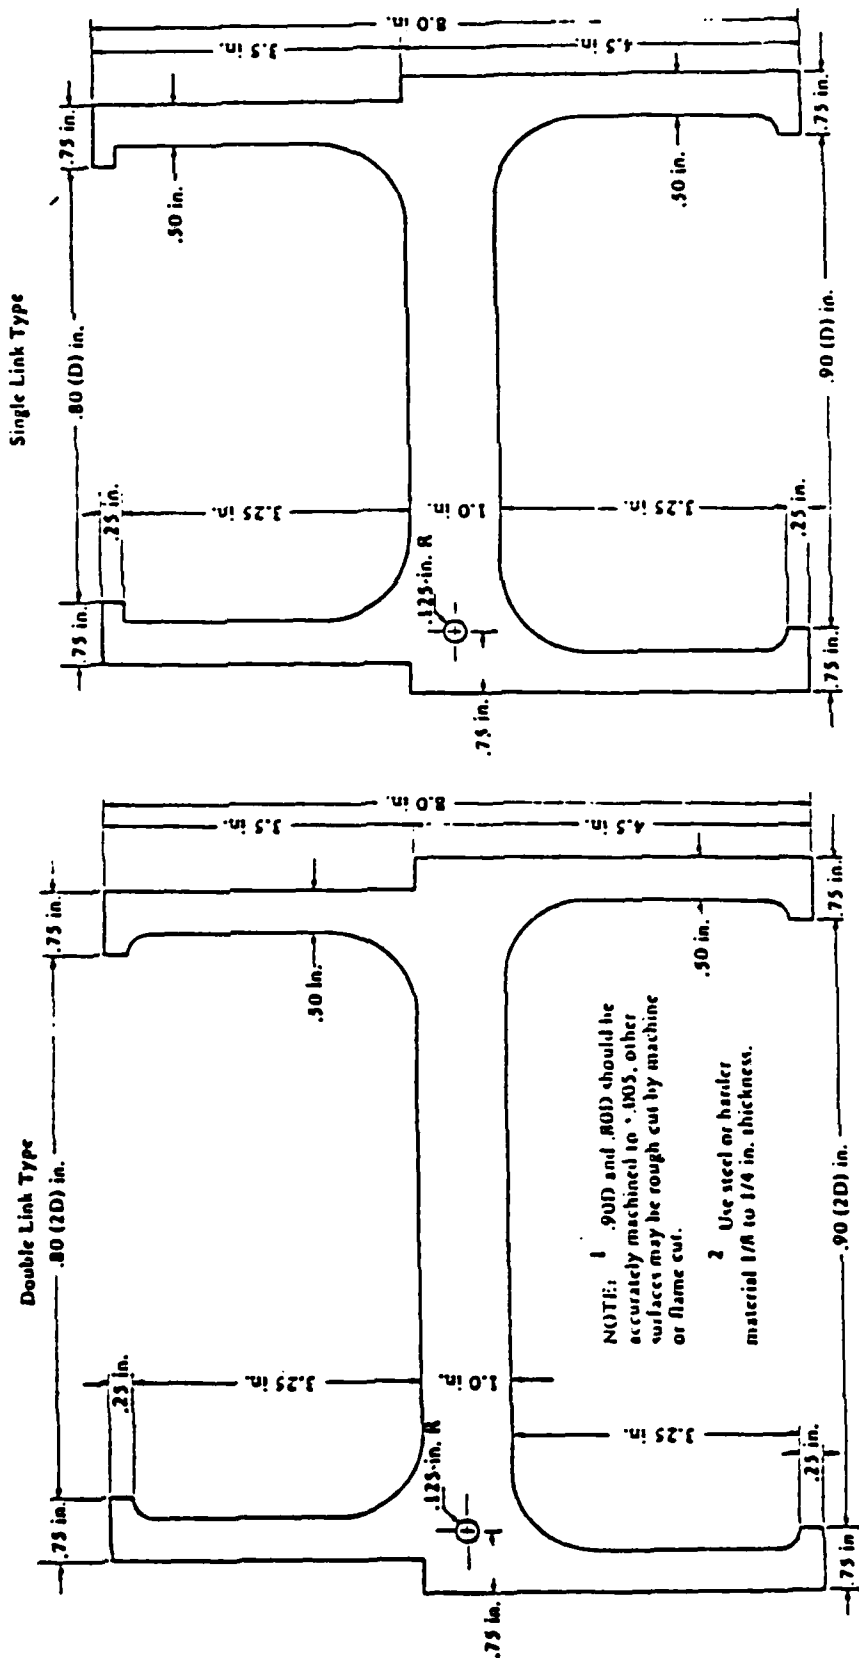 Double Link Type
.80 (2D) in.
.75 in.
.75 in.
.25 in.
3.25 in.
.50 in.
3.5 in.
8.0 in.
1.0 in.
.125-in. R
.75 in.
4.5 in.
.50 in.
3.25 in.
.25 in.
NOTE: 1 .90D and .80D should be
accurately machined to .005, other
surfaces may be rough cut by machine
or flame cut.
2 Use steel or harder
material 1/8 to 1/4 in. thickness.
.75 in
.90 (2D) in.
.75 in.
Single Link Type
.80 (D) in.
.75 in.
.75 in.
.25 in.
3.25 in.
.50 in.
3.5 in.
8.0 in.
1.0 in.
.125-in. R
.75 in.
4.5 in.
.50 in.
3.25 in.
.25 in.
.75 in.
.90 (D) in.
.75 in.